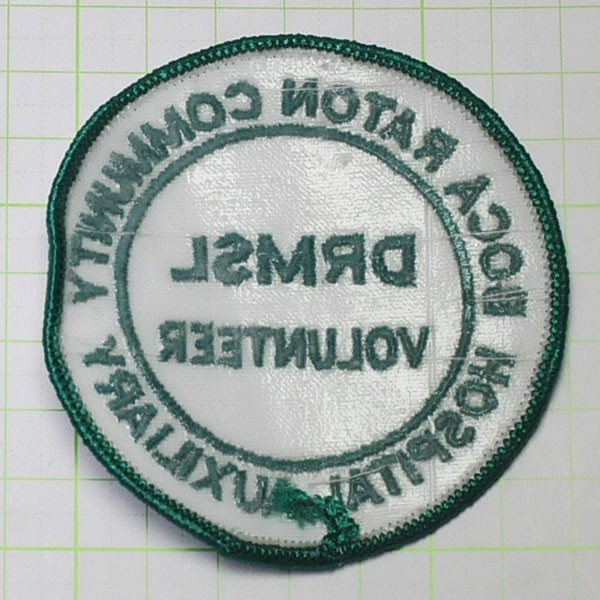 BOCA RATON COMMUNITY
DRMSL
VOLUNTEER
HOSPITAL AUXILIARY